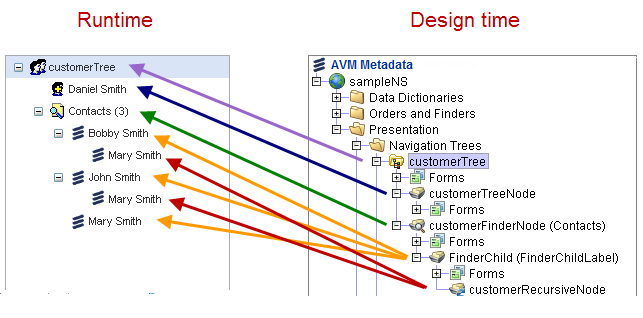 Runtime
Design time
customerTree
Daniel Smith
Contacts (3)
Bobby Smith
Mary Smith
John Smith
Mary Smith
Mary Smith
AVM Metadata
sampleNS
Data Dictionaries
Orders and Finders
Presentation
Navigation Trees
customerTree
Forms
customerTreeNode
Forms
customerFinderNode (Contacts)
Forms
FinderChild (FinderChildLabel)
Forms
customerRecursiveNode